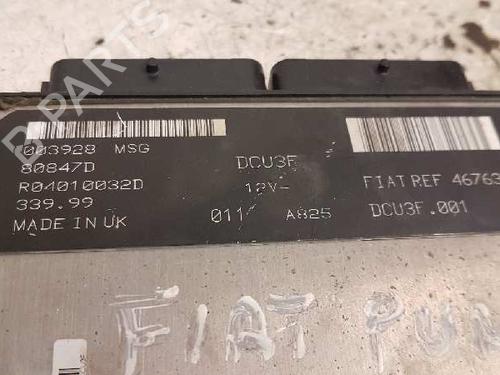 B-PARTS
003928 MSG
80847D
R04010032D
339.99
MADE IN UK
DCU3F
12V-
011 A825
FIAT REF 46763
DCU3F.001
FIAT